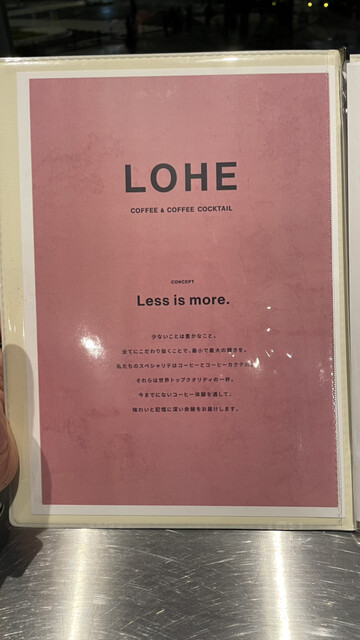 LOHE
COFFEE & COFFEE COCKTAIL
CONCEPT
Less is more.
少ないことは豊かなこと。
全てにこだわり抜くことで、最小で最大の輝きを。
私たちのスペシャリテはコーヒーとコーヒーカクテル。
それらは世界トップクオリティの一杯。
今までにないコーヒー体験を通して、
味わいと記憶に深い余韻をお届けします。